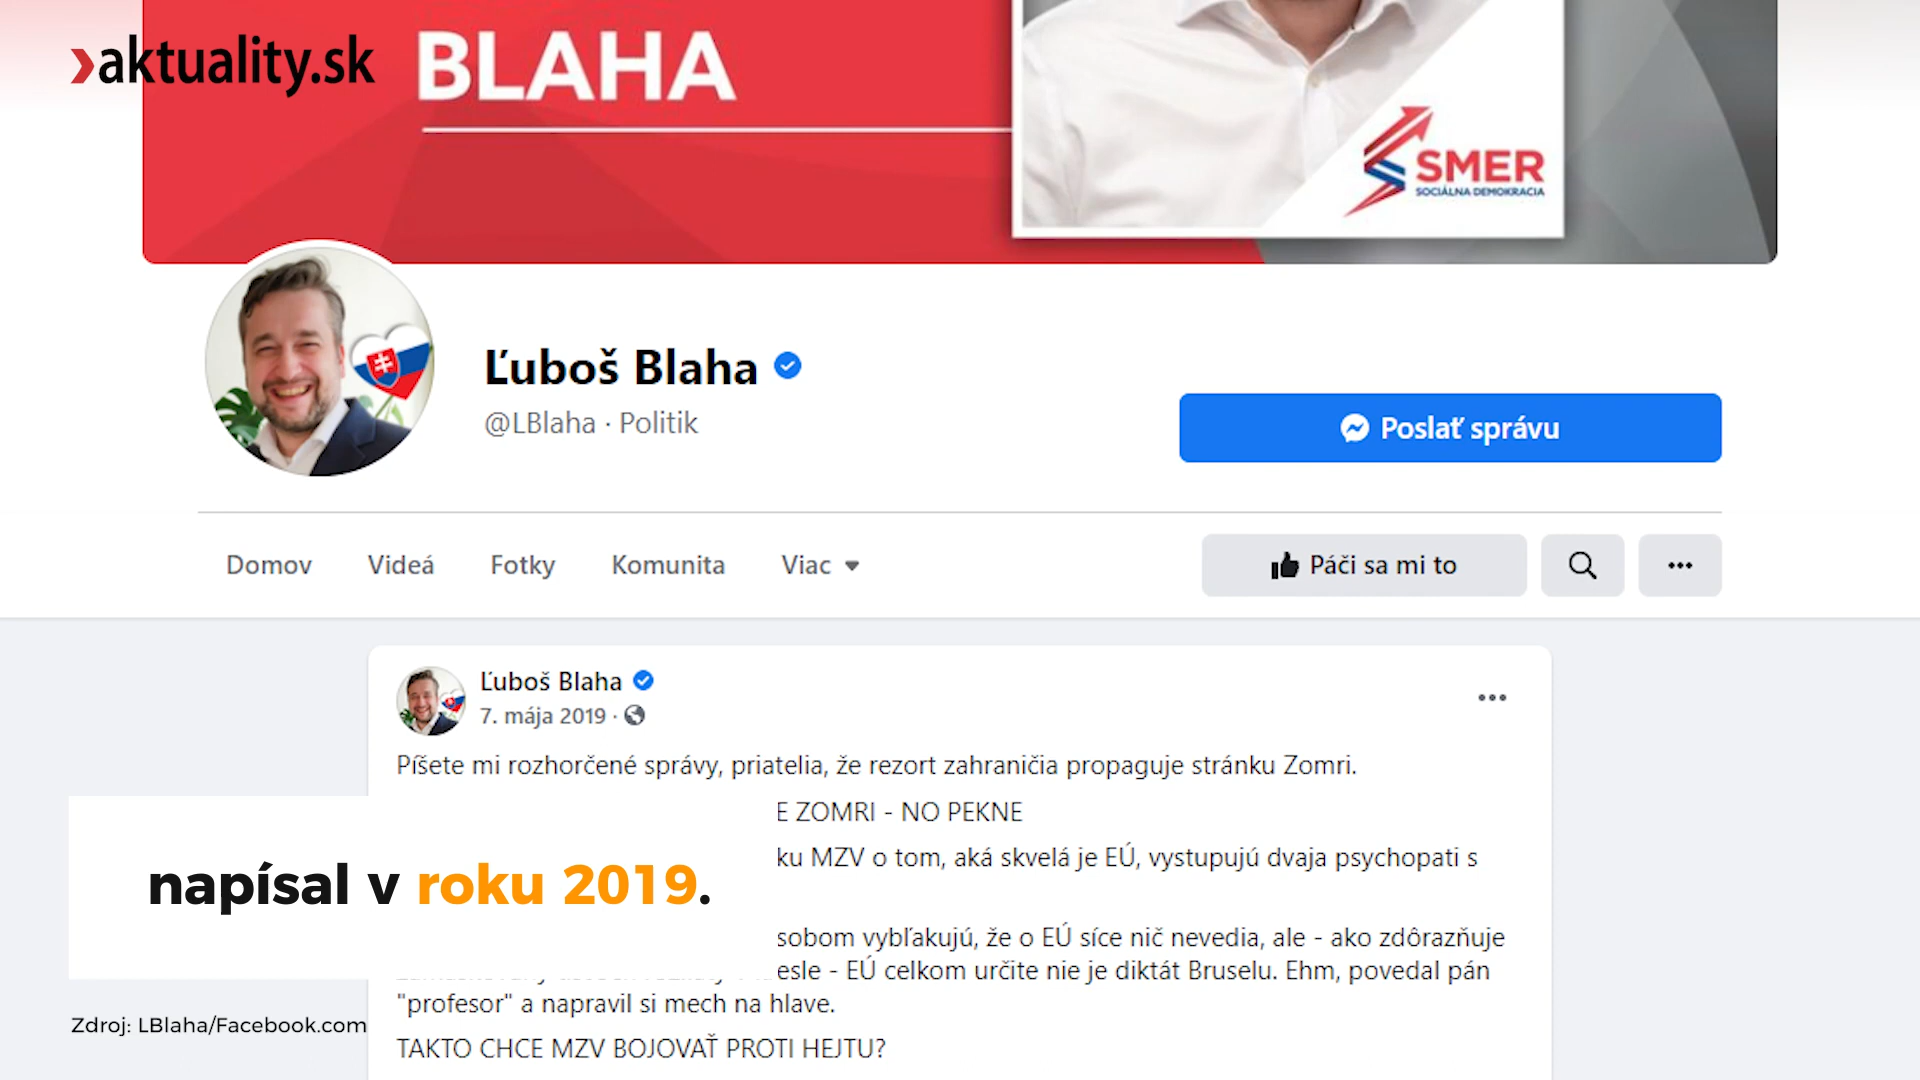 aktuality.sk
BLAHA
SMER
SOCIÁLNA DEMOKRACIA
Ľuboš Blaha
@LBlaha · Politik
Poslať správu
Domov Videá Fotky Komunita Viac
Páči sa mi to
Ľuboš Blaha
7. mája 2019 ·
Píšete mi rozhorčené správy, priatelia, že rezort zahraničia propaguje stránku Zomri.
E ZOMRI - NO PEKNE
ku MZV o tom, aká skvelá je EÚ, vystupujú dvaja psychopati s
napísal v roku 2019.
sobom vybľakujú, že o EÚ síce nič nevedia, ale - ako zdôrazňuje
esle - EÚ celkom určite nie je diktát Bruselu. Ehm, povedal pán
"profesor" a napravil si mech na hlave.
Zdroj: LBlaha/Facebook.com
TAKTO CHCE MZV BOJOVAŤ PROTI HEJTU?